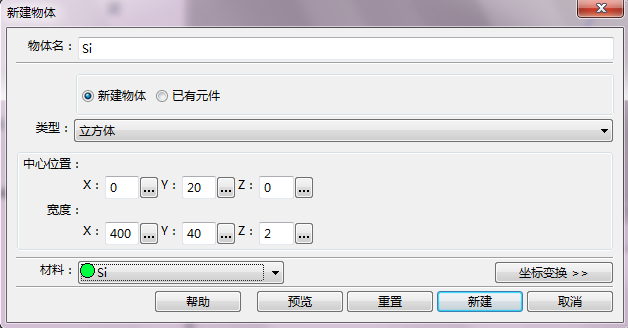 新建物体
物体名： Si
新建物体 已有元件
类型： 立方体
中心位置：
X： 0 ... Y： 20 ... Z： 0 ...
宽度：
X： 400 ... Y： 40 ... Z： 2 ...
材料： Si 坐标变换 >>
帮助 预览 重置 新建 取消